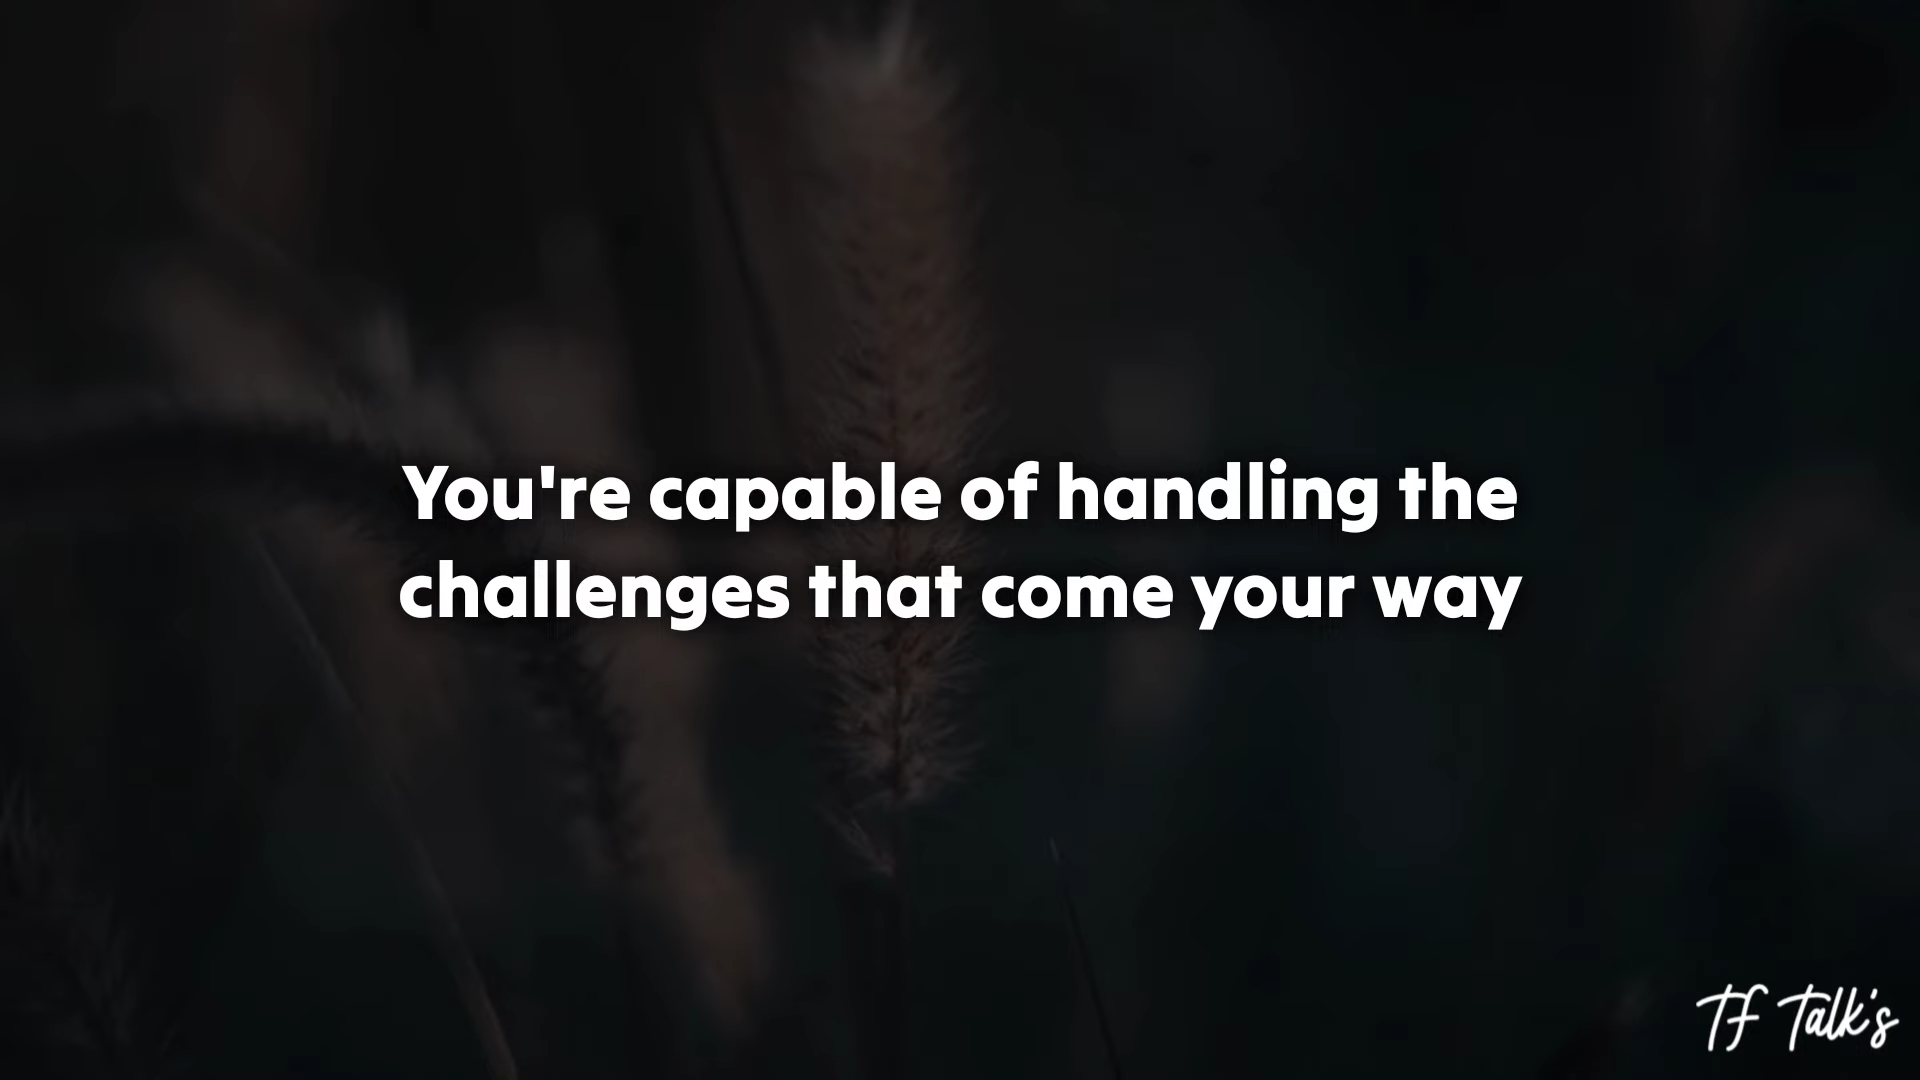 You're capable of handling the
challenges that come your way
TF Talk's